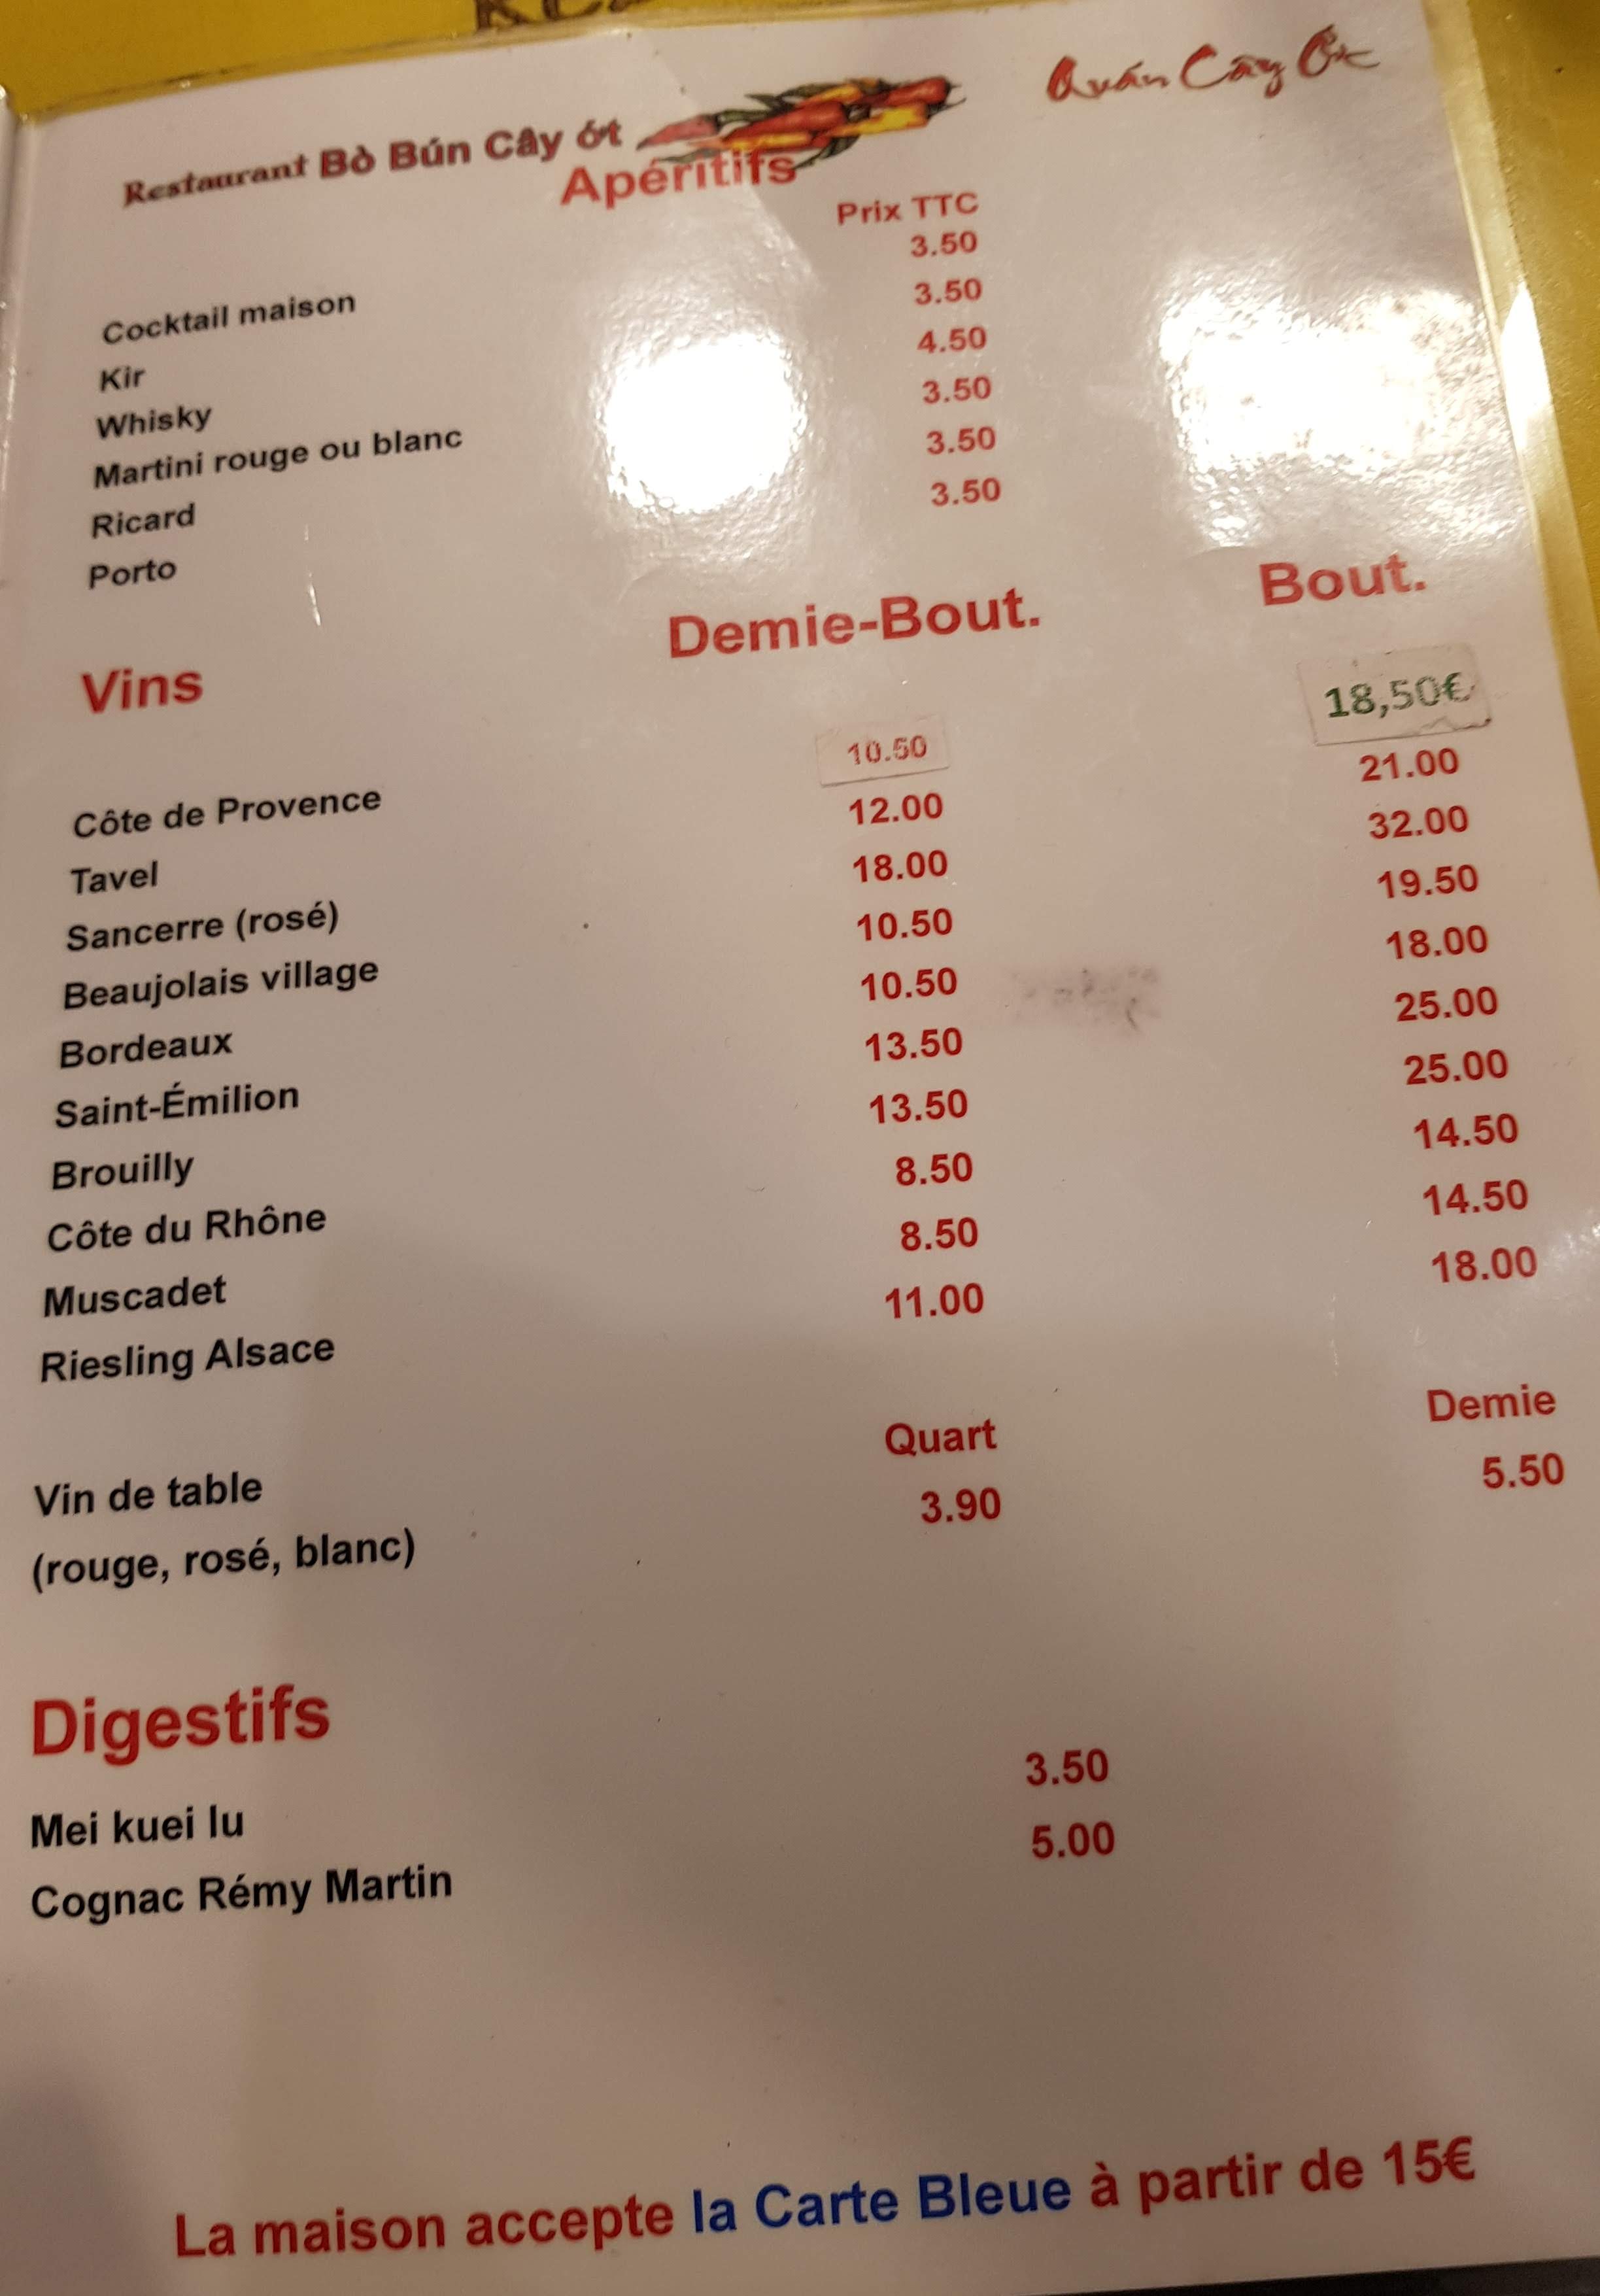 Restaurant Bò Bún Cây ớt
Quán Cây Ớt
Apéritifs
Prix TTC
Cocktail maison 3.50
Kir 3.50
Whisky 4.50
Martini rouge ou blanc 3.50
Ricard 3.50
Porto 3.50
Vins Demie-Bout. Bout.
Côte de Provence 10.50 18,50€
Tavel 12.00 21.00
Sancerre (rosé) 18.00 32.00
Beaujolais village 10.50 19.50
Bordeaux 10.50 18.00
Saint-Émilion 13.50 25.00
Brouilly 13.50 25.00
Côte du Rhône 8.50 14.50
Muscadet 8.50 14.50
Riesling Alsace 11.00 18.00
Quart Demie
Vin de table 3.90 5.50
(rouge, rosé, blanc)
Digestifs
Mei kuei lu 3.50
Cognac Rémy Martin 5.00
La maison accepte la Carte Bleue à partir de 15€